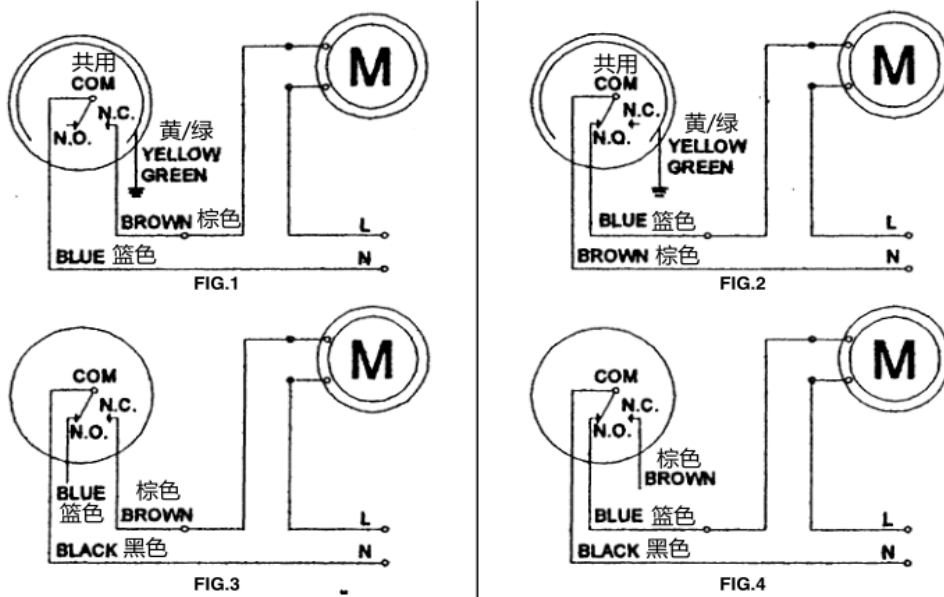 共用
COM
N.C.
N.O.
黄/绿
YELLOW
GREEN
BROWN 棕色
BLUE 篮色
M
L
N
FIG.1
共用
COM
N.C.
N.O.
黄/绿
YELLOW
GREEN
BLUE 篮色
BROWN 棕色
M
L
N
FIG.2
COM
N.C.
N.O.
BLUE
篮色
棕色
BROWN
BLACK 黑色
M
L
N
FIG.3
COM
N.C.
N.O.
棕色
BROWN
BLUE 篮色
BLACK 黑色
M
L
N
FIG.4